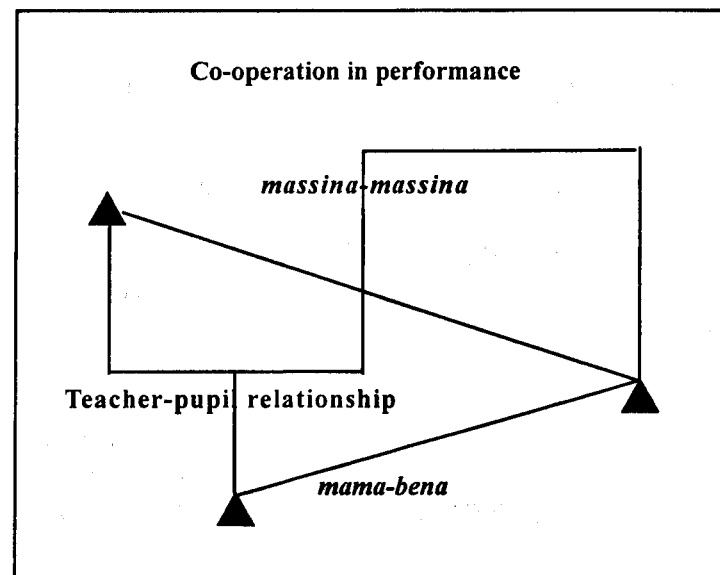 Co-operation in performance
massina-massina
Teacher-pupil relationship
mama-bena